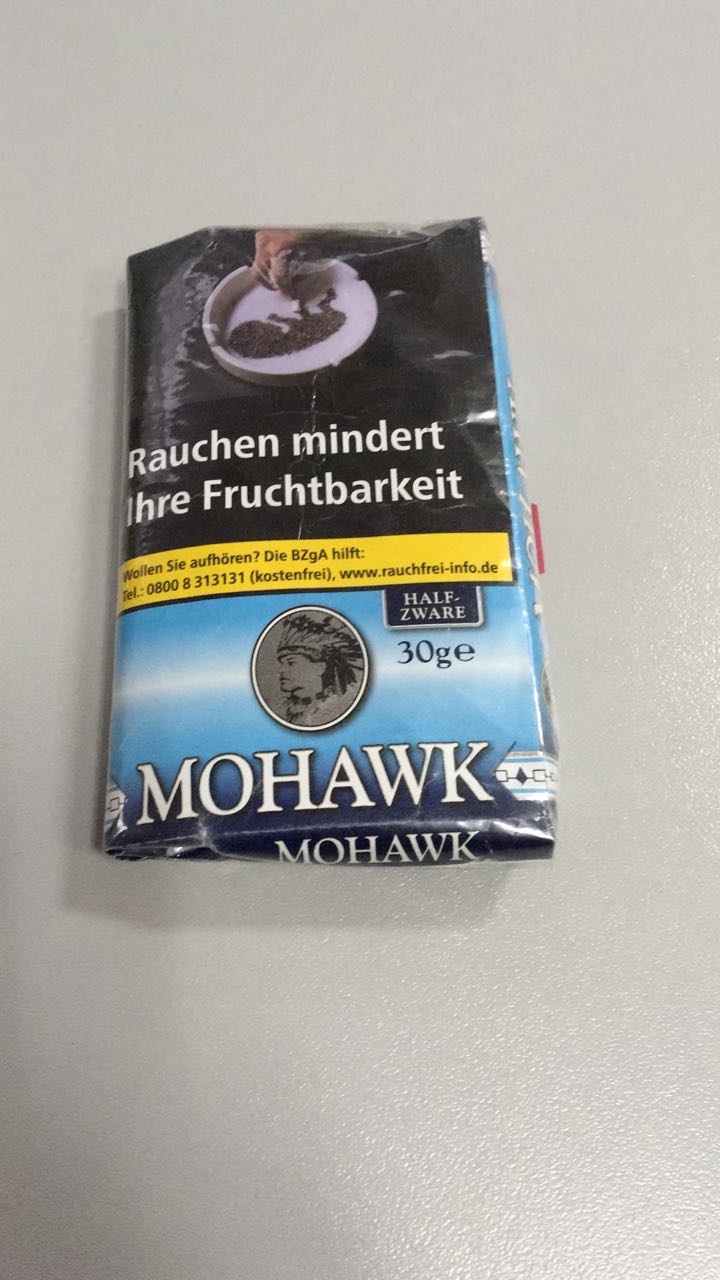 Rauchen mindert
Ihre Fruchtbarkeit
Wollen Sie aufhören? Die BZgA hilft:
Tel.: 0800 8 313131 (kostenfrei), www.rauchfrei-info.de
HALF-
ZWARE
30g℮
MOHAWK
MOHAWK